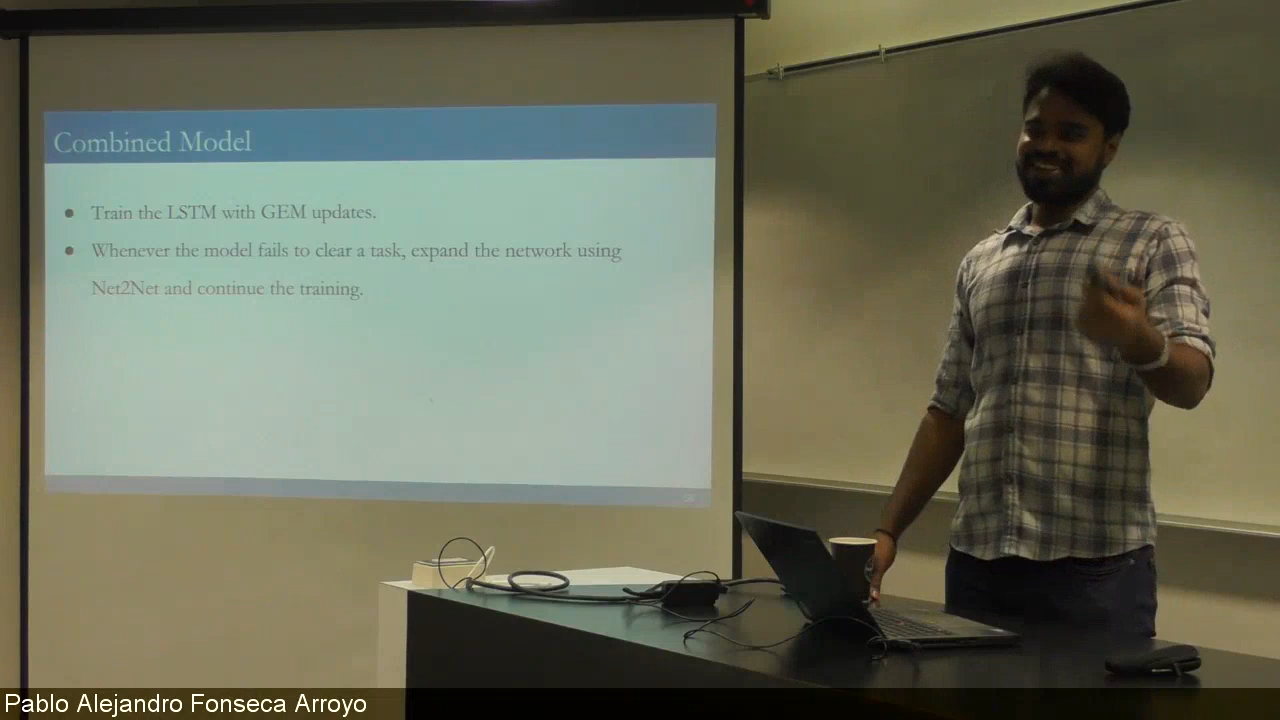 Combined Model
● Train the LSTM with GEM updates.
● Whenever the model fails to clear a task, expand the network using
Net2Net and continue the training.
Pablo Alejandro Fonseca Arroyo